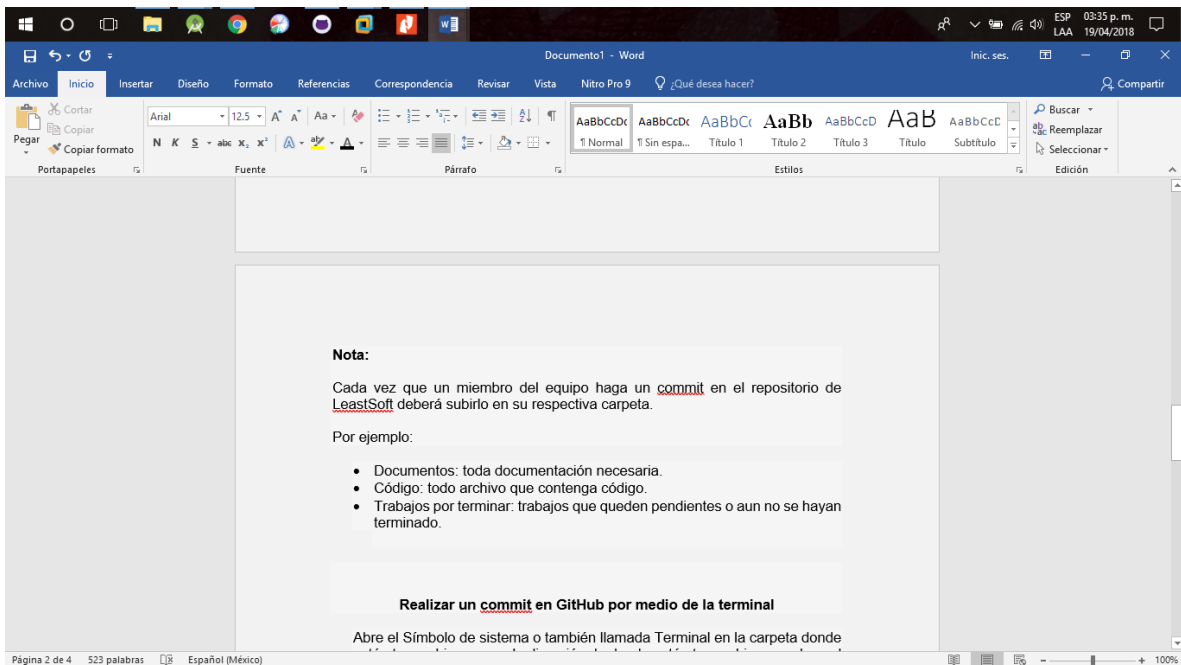 ESP 03:35 p. m.
LAA 19/04/2018
Documento1 - Word
Inic. ses.
Archivo Inicio Insertar Diseño Formato Referencias Correspondencia Revisar Vista Nitro Pro 9 ¿Qué desea hacer? Compartir
Cortar
Copiar
Copiar formato
Pegar
Arial 12.5
Aa
N K S abc x₂ x²
A A
AaBbCcDc AaBbCcDc AaBbCc AaBb AaBbCcD AaB AaBbCcD
¶ Normal ¶ Sin espa... Título 1 Título 2 Título 3 Título Subtítulo
Buscar
Reemplazar
Seleccionar
Portapapeles Fuente Párrafo Estilos Edición
Nota:
Cada vez que un miembro del equipo haga un commit en el repositorio de
LeastSoft deberá subirlo en su respectiva carpeta.
Por ejemplo:
• Documentos: toda documentación necesaria.
• Código: todo archivo que contenga código.
• Trabajos por terminar: trabajos que queden pendientes o aun no se hayan
terminado.
Realizar un commit en GitHub por medio de la terminal
Abre el Símbolo de sistema o también llamada Terminal en la carpeta donde
Página 2 de 4 523 palabras Español (México) 100%